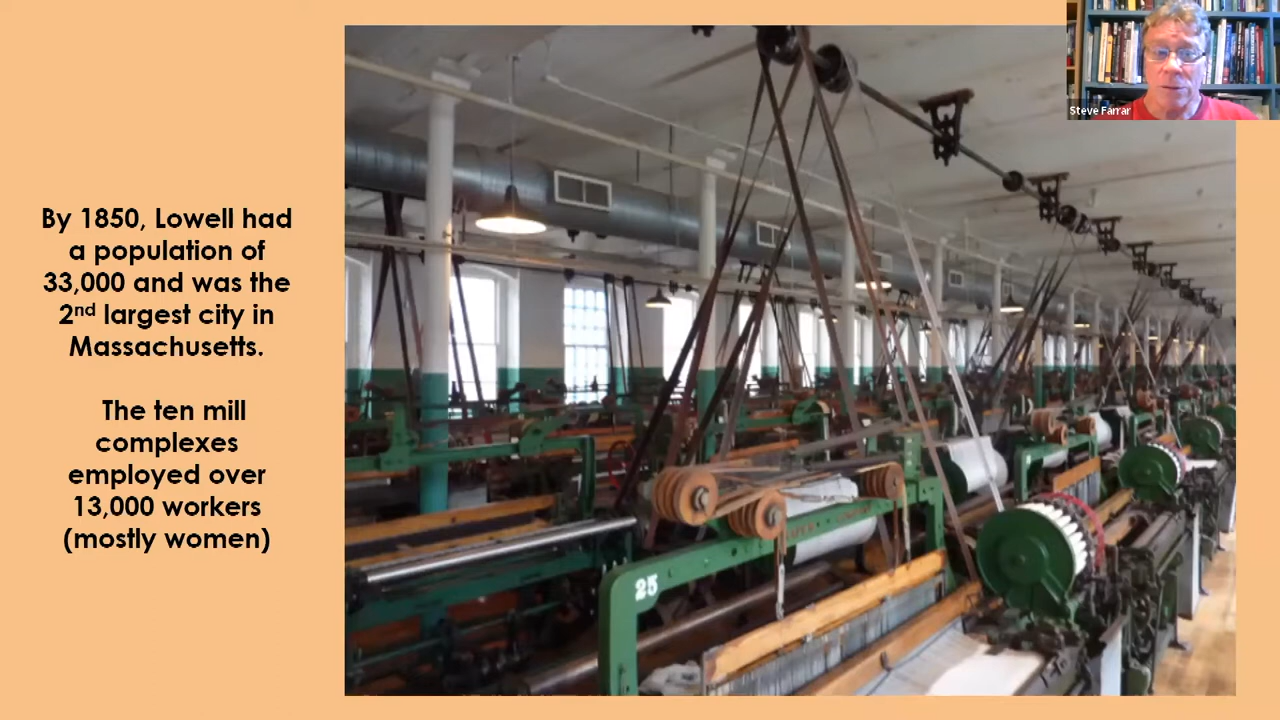 By 1850, Lowell had
a population of
33,000 and was the
2nd largest city in
Massachusetts.
The ten mill
complexes
employed over
13,000 workers
(mostly women)
Steve Farrar
25